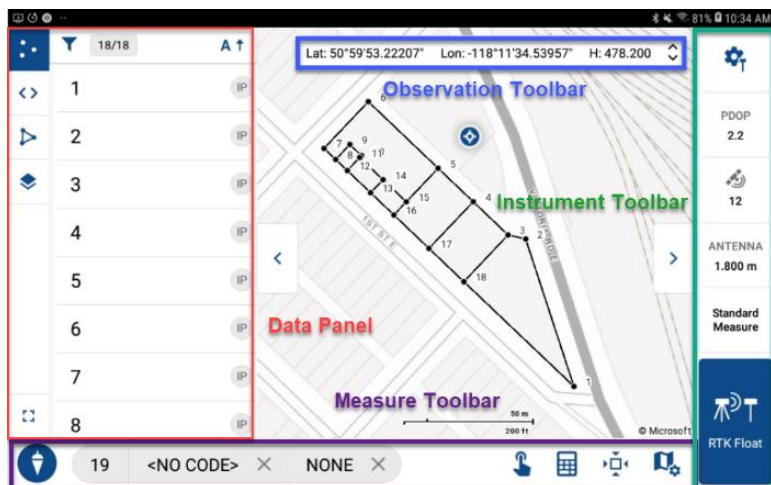 81% 10:34 AM
18/18
A
1 IP
2 IP
3 IP
4 IP
5 IP
6 IP
7 IP
8 IP
Lat: 50°59'53.22207" Lon: -118°11'34.53957" H: 478.200
Observation Toolbar
6
5
9
7
8
11
12
14
13
15
4
16
Instrument Toolbar
3
2
17
18
1
1ST ST E
Data Panel
Measure Toolbar
50 m
200 ft
© Microsoft
PDOP
2.2
12
ANTENNA
1.800 m
Standard
Measure
RTK Float
19 <NO CODE> NONE